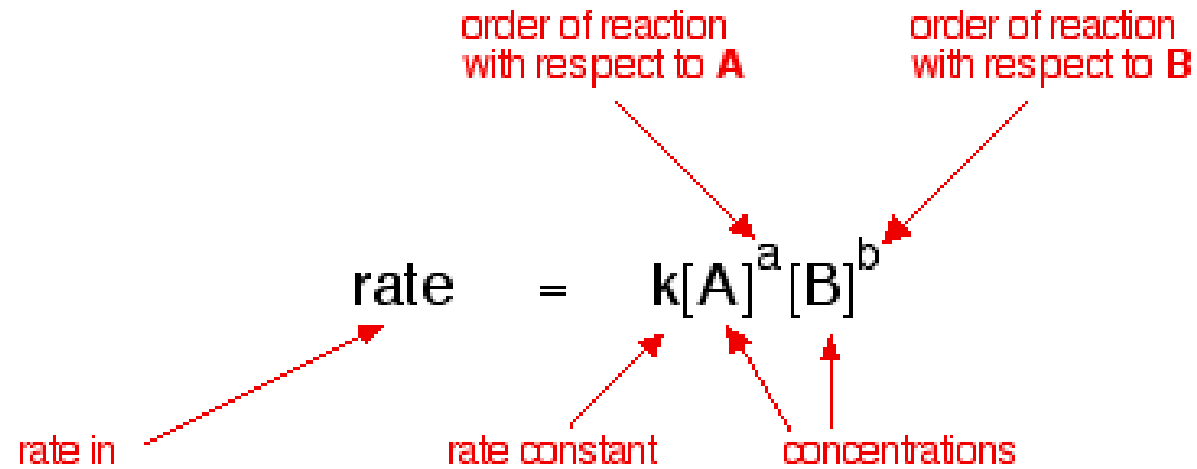 order of reaction
with respect to A
order of reaction
with respect to B
rate = k[A]^a [B]^b
rate in
rate constant
concentrations